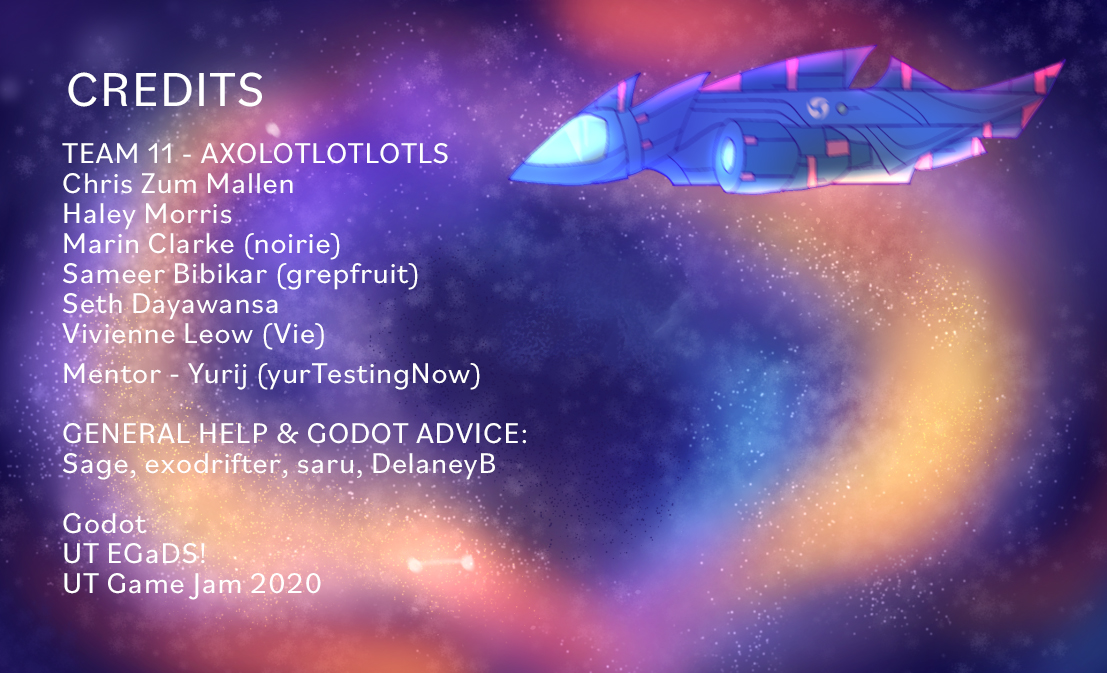 CREDITS
TEAM 11 - AXOLOTLOTLOTLS
Chris Zum Mallen
Haley Morris
Marin Clarke (noirie)
Sameer Bibikar (grepfruit)
Seth Dayawansa
Vivienne Leow (Vie)
Mentor - Yurij (yurTestingNow)
GENERAL HELP & GODOT ADVICE:
Sage, exodrifter, saru, DelaneyB
Godot
UT EGaDS!
UT Game Jam 2020